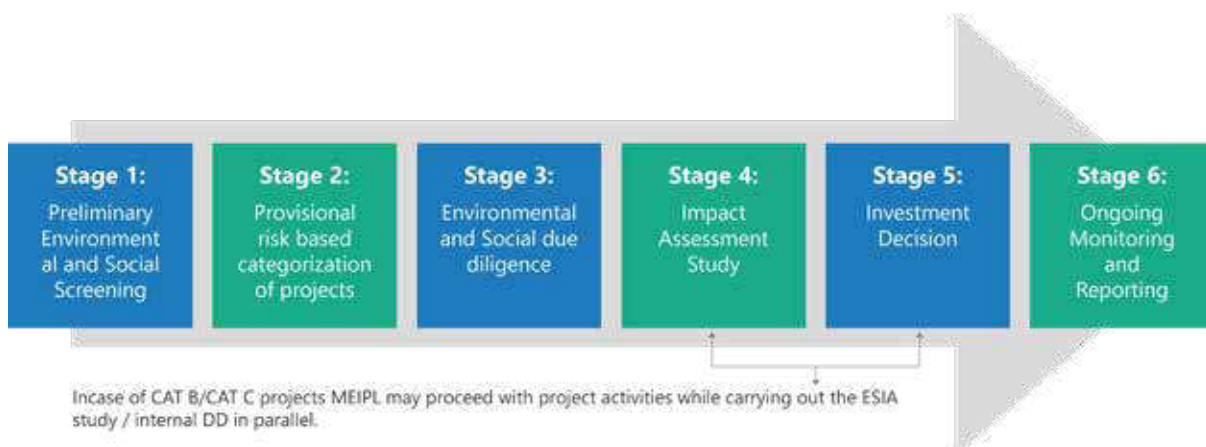 Stage 1:
Preliminary
Environment
al and Social
Screening
Stage 2:
Provisional
risk based
categorization
of projects
Stage 3:
Environmental
and Social due
diligence
Stage 4:
Impact
Assessment
Study
Stage 5:
Investment
Decision
Stage 6:
Ongoing
Monitoring
and
Reporting
Incase of CAT B/CAT C projects MEIPL may proceed with project activities while carrying out the ESIA
study / internal DD in parallel.